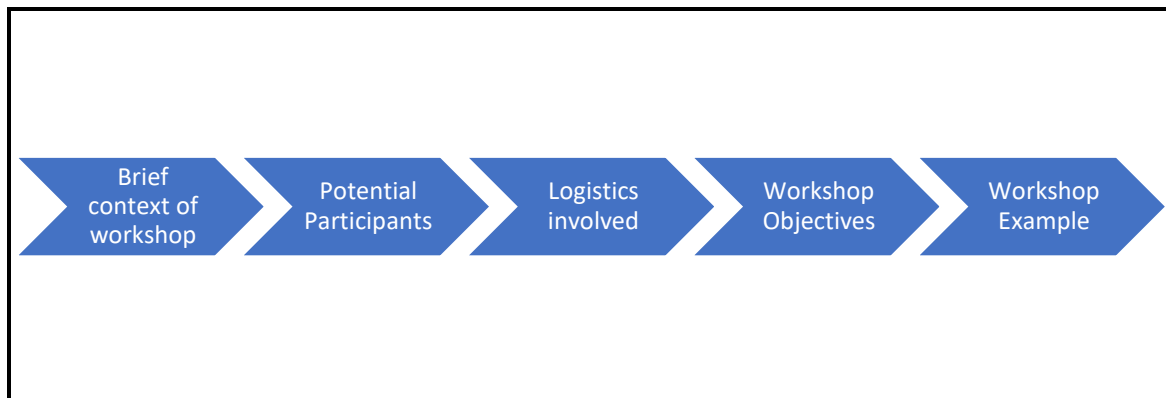 Brief
context of
workshop
Potential
Participants
Logistics
involved
Workshop
Objectives
Workshop
Example